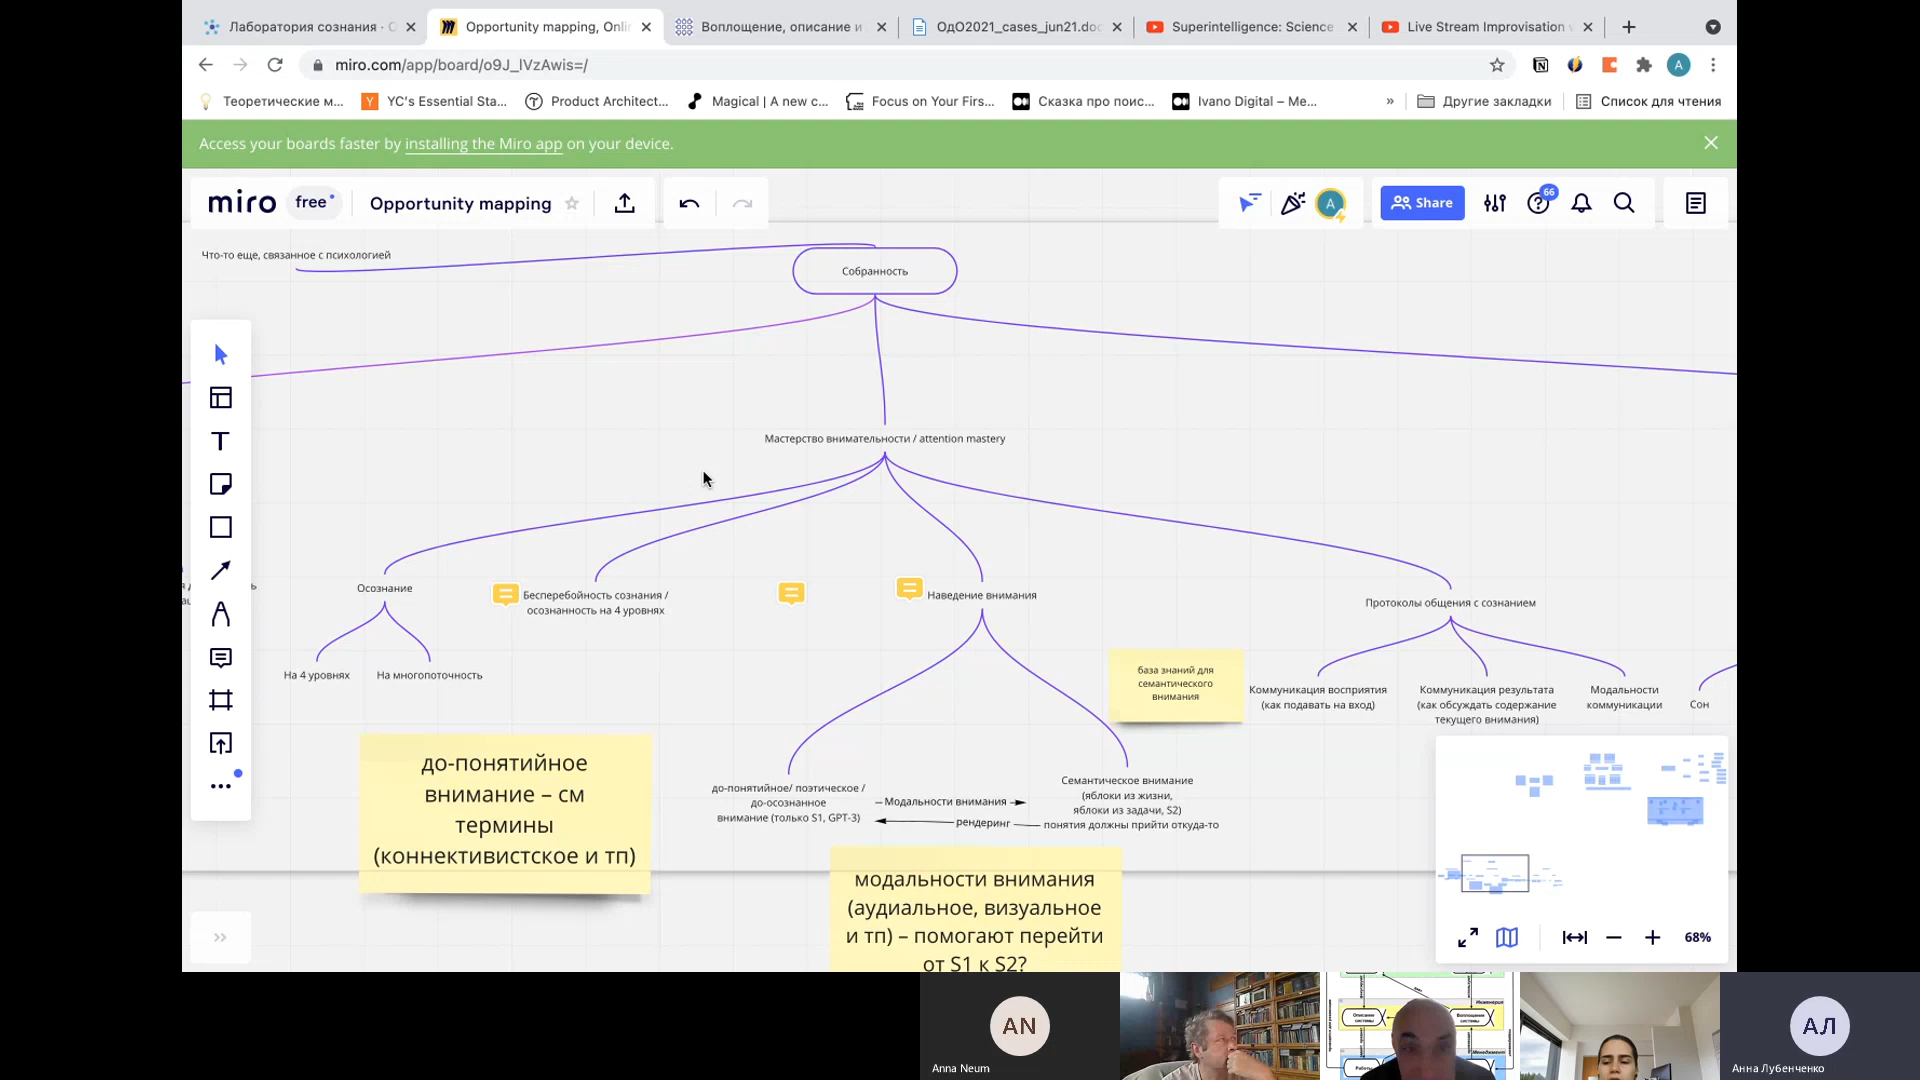 Лаборатория сознания · О
Opportunity mapping, Onli
Воплощение, описание и
ОдО2021_cases_jun21.doc
Superintelligence: Science
Live Stream Improvisation
miro.com/app/board/o9J_lVzAwis=/
A
Теоретические м...
YC's Essential Sta...
Product Architect...
Magical | A new c...
Focus on Your Firs...
Сказка про поис...
Ivano Digital – Me...
»
Другие закладки
Список для чтения
Access your boards faster by installing the Miro app on your device.
miro
free
Opportunity mapping
A
Share
66
Что-то еще, связанное с психологией
Собранность
Мастерство внимательности / attention mastery
Осознание
Бесперебойность сознания /
осознанность на 4 уровнях
Наведение внимания
Протоколы общения с сознанием
На 4 уровнях
На многопоточность
база знаний для
семантического
внимания
Коммуникация восприятия
(как подавать на вход)
Коммуникация результата
(как обсуждать содержание
текущего внимания)
Модальности
коммуникации
Сон
до-понятийное
внимание – см
термины
(коннективистское и тп)
до-понятийное/ поэтическое /
до-осознанное
внимание (только S1, GPT-3)
Модальности внимания
рендеринг
Семантическое внимание
(яблоки из жизни,
яблоки из задачи, S2)
понятия должны прийти откуда-то
модальности внимания
(аудиальное, визуальное
и тп) – помогают перейти
от S1 к S2?
68%
AN
Anna Neum
Инженерия
Описание
системы
Воплощение
системы
Менеджмент
АЛ
Анна Лубенченко